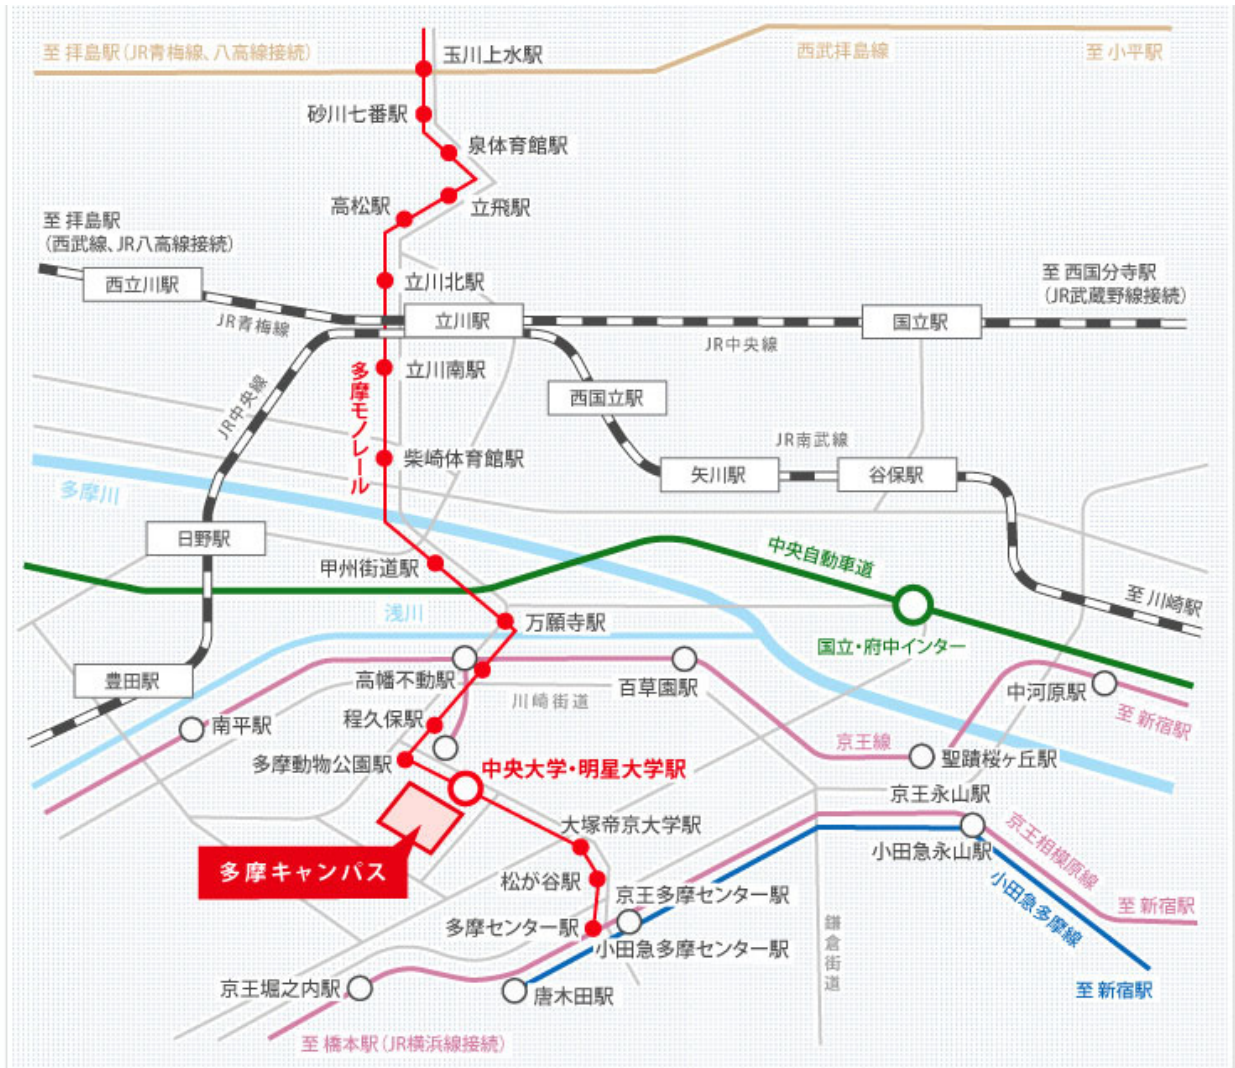 至 拝島駅（JR青梅線、八高線接続）
玉川上水駅
西武拝島線
至 小平駅
砂川七番駅
泉体育館駅
高松駅
立飛駅
至 拝島駅
（西武線、JR八高線接続）
西立川駅
立川北駅
至 西国分寺駅
（JR武蔵野線接続）
JR青梅線
立川駅
国立駅
JR中央線
JR中央線
多摩モノレール
立川南駅
西国立駅
JR南武線
柴崎体育館駅
矢川駅
谷保駅
多摩川
日野駅
甲州街道駅
中央自動車道
至 川崎駅
浅川
万願寺駅
国立・府中インター
豊田駅
高幡不動駅
百草園駅
中河原駅
川崎街道
至 新宿駅
南平駅
程久保駅
京王線
聖蹟桜ヶ丘駅
多摩動物公園駅
中央大学・明星大学駅
京王永山駅
大塚帝京大学駅
小田急永山駅
京王相模原線
多摩キャンパス
松が谷駅
京王多摩センター駅
小田急多摩線
至 新宿駅
多摩センター駅
小田急多摩センター駅
鎌倉街道
京王堀之内駅
唐木田駅
至 新宿駅
至 橋本駅（JR横浜線接続）